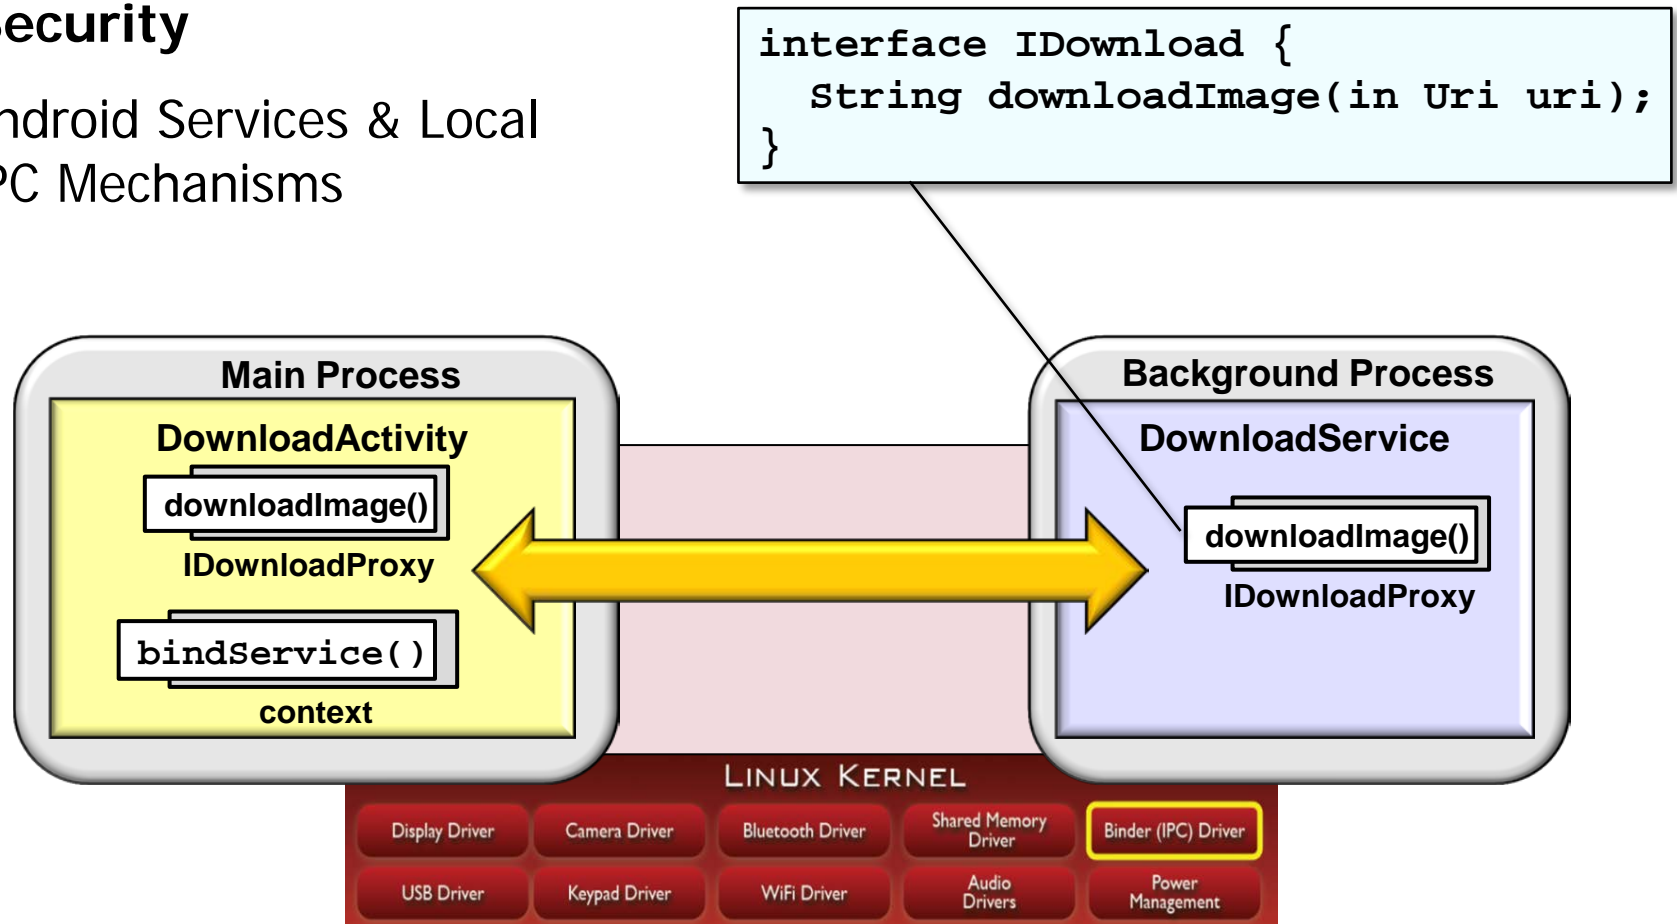 ecurity
ndroid Services & Local
PC Mechanisms
interface IDownload {
String downloadImage(in Uri uri);
}
Main Process
DownloadActivity
downloadImage()
IDownloadProxy
bindService()
context
Background Process
DownloadService
downloadImage()
IDownloadProxy
LINUX KERNEL
Display Driver
Camera Driver
Bluetooth Driver
Shared Memory
Driver
Binder (IPC) Driver
USB Driver
Keypad Driver
WiFi Driver
Audio
Drivers
Power
Management